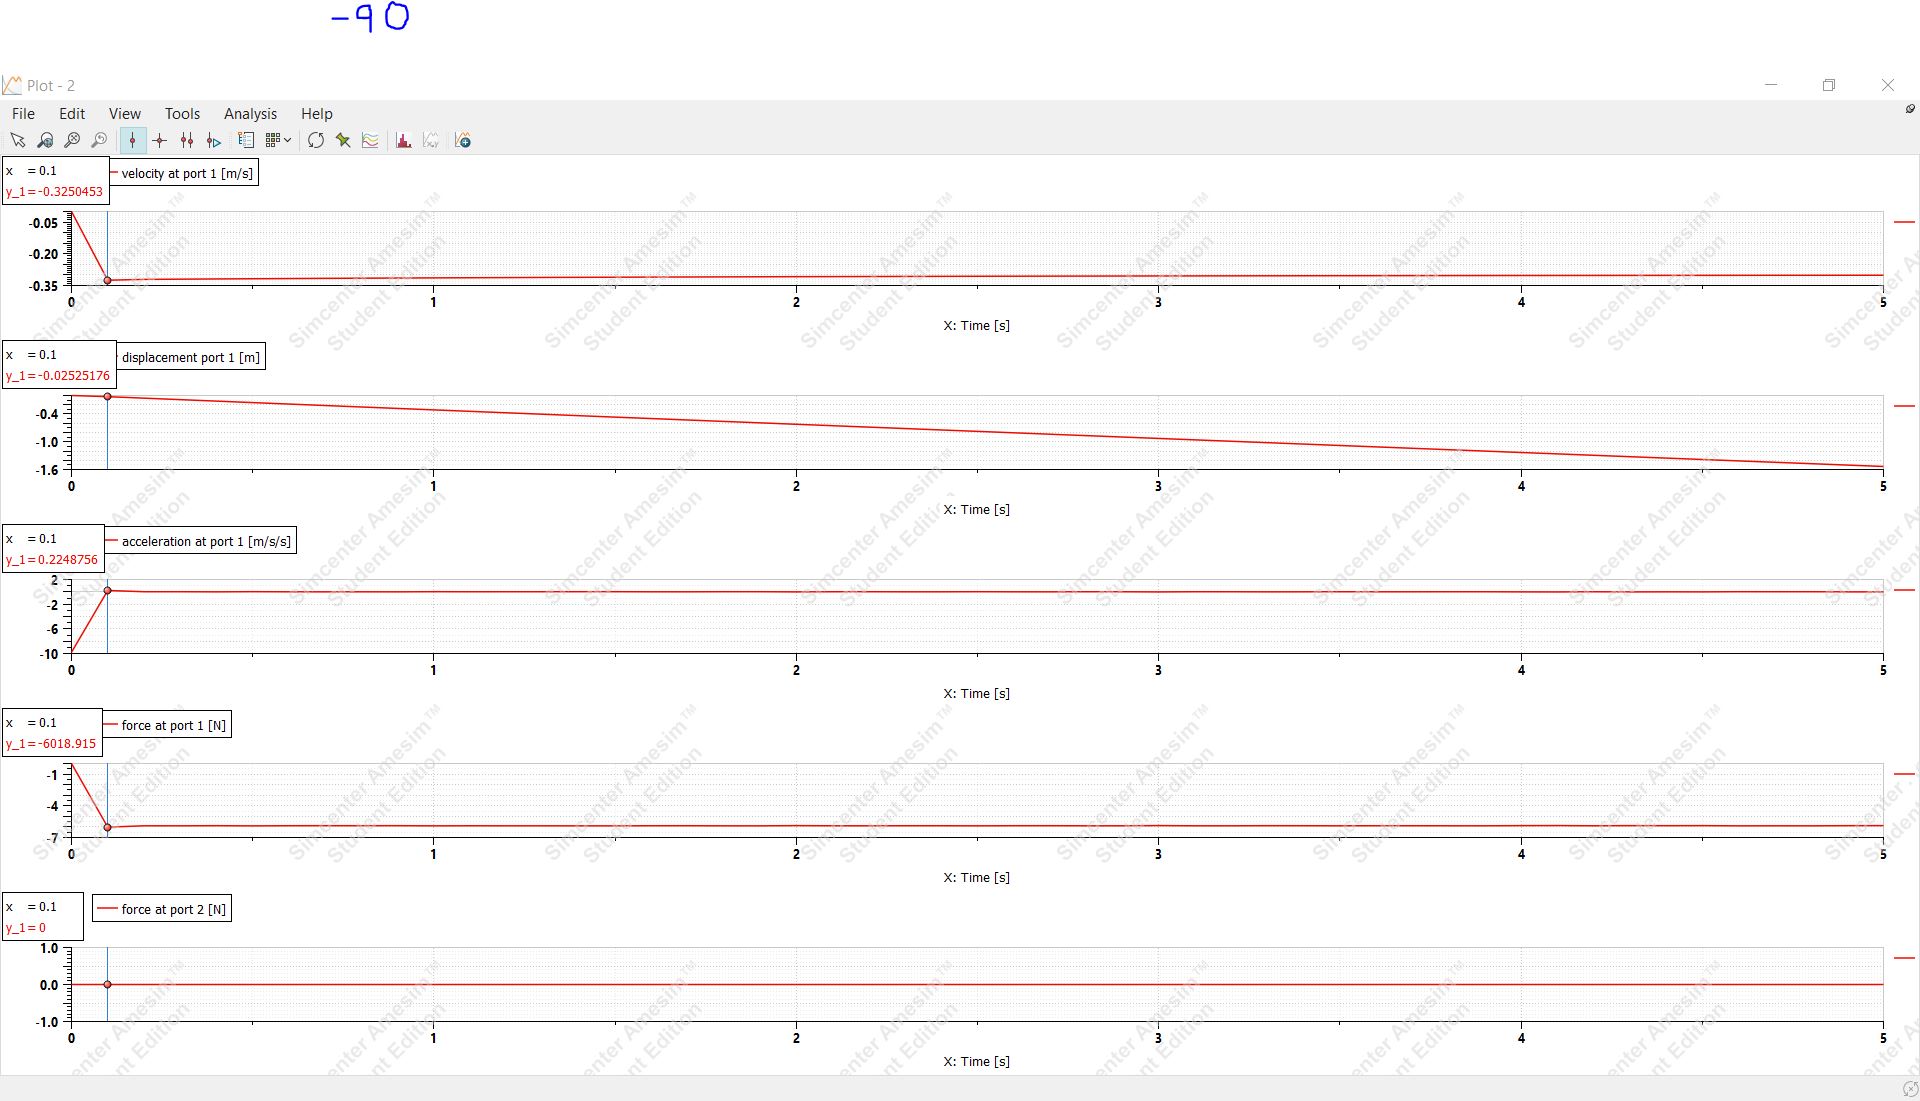 -90
Plot - 2
File Edit View Tools Analysis Help
x = 0.1
y_1=-0.3250453
velocity at port 1 [m/s]
-0.05
-0.20
-0.35
0 1 2 3 4 5
X: Time [s]
x = 0.1
y_1=-0.02525176
displacement port 1 [m]
-0.4
-1.0
-1.6
0 1 2 3 4 5
X: Time [s]
x = 0.1
y_1=0.2248756
acceleration at port 1 [m/s/s]
2
-2
-6
-10
0 1 2 3 4 5
X: Time [s]
x = 0.1
y_1=-6018.915
force at port 1 [N]
-1
-4
-7
0 1 2 3 4 5
X: Time [s]
x = 0.1
y_1=0
force at port 2 [N]
1.0
0.0
-1.0
0 1 2 3 4 5
X: Time [s]
Simcenter Amesim™
Student Edition